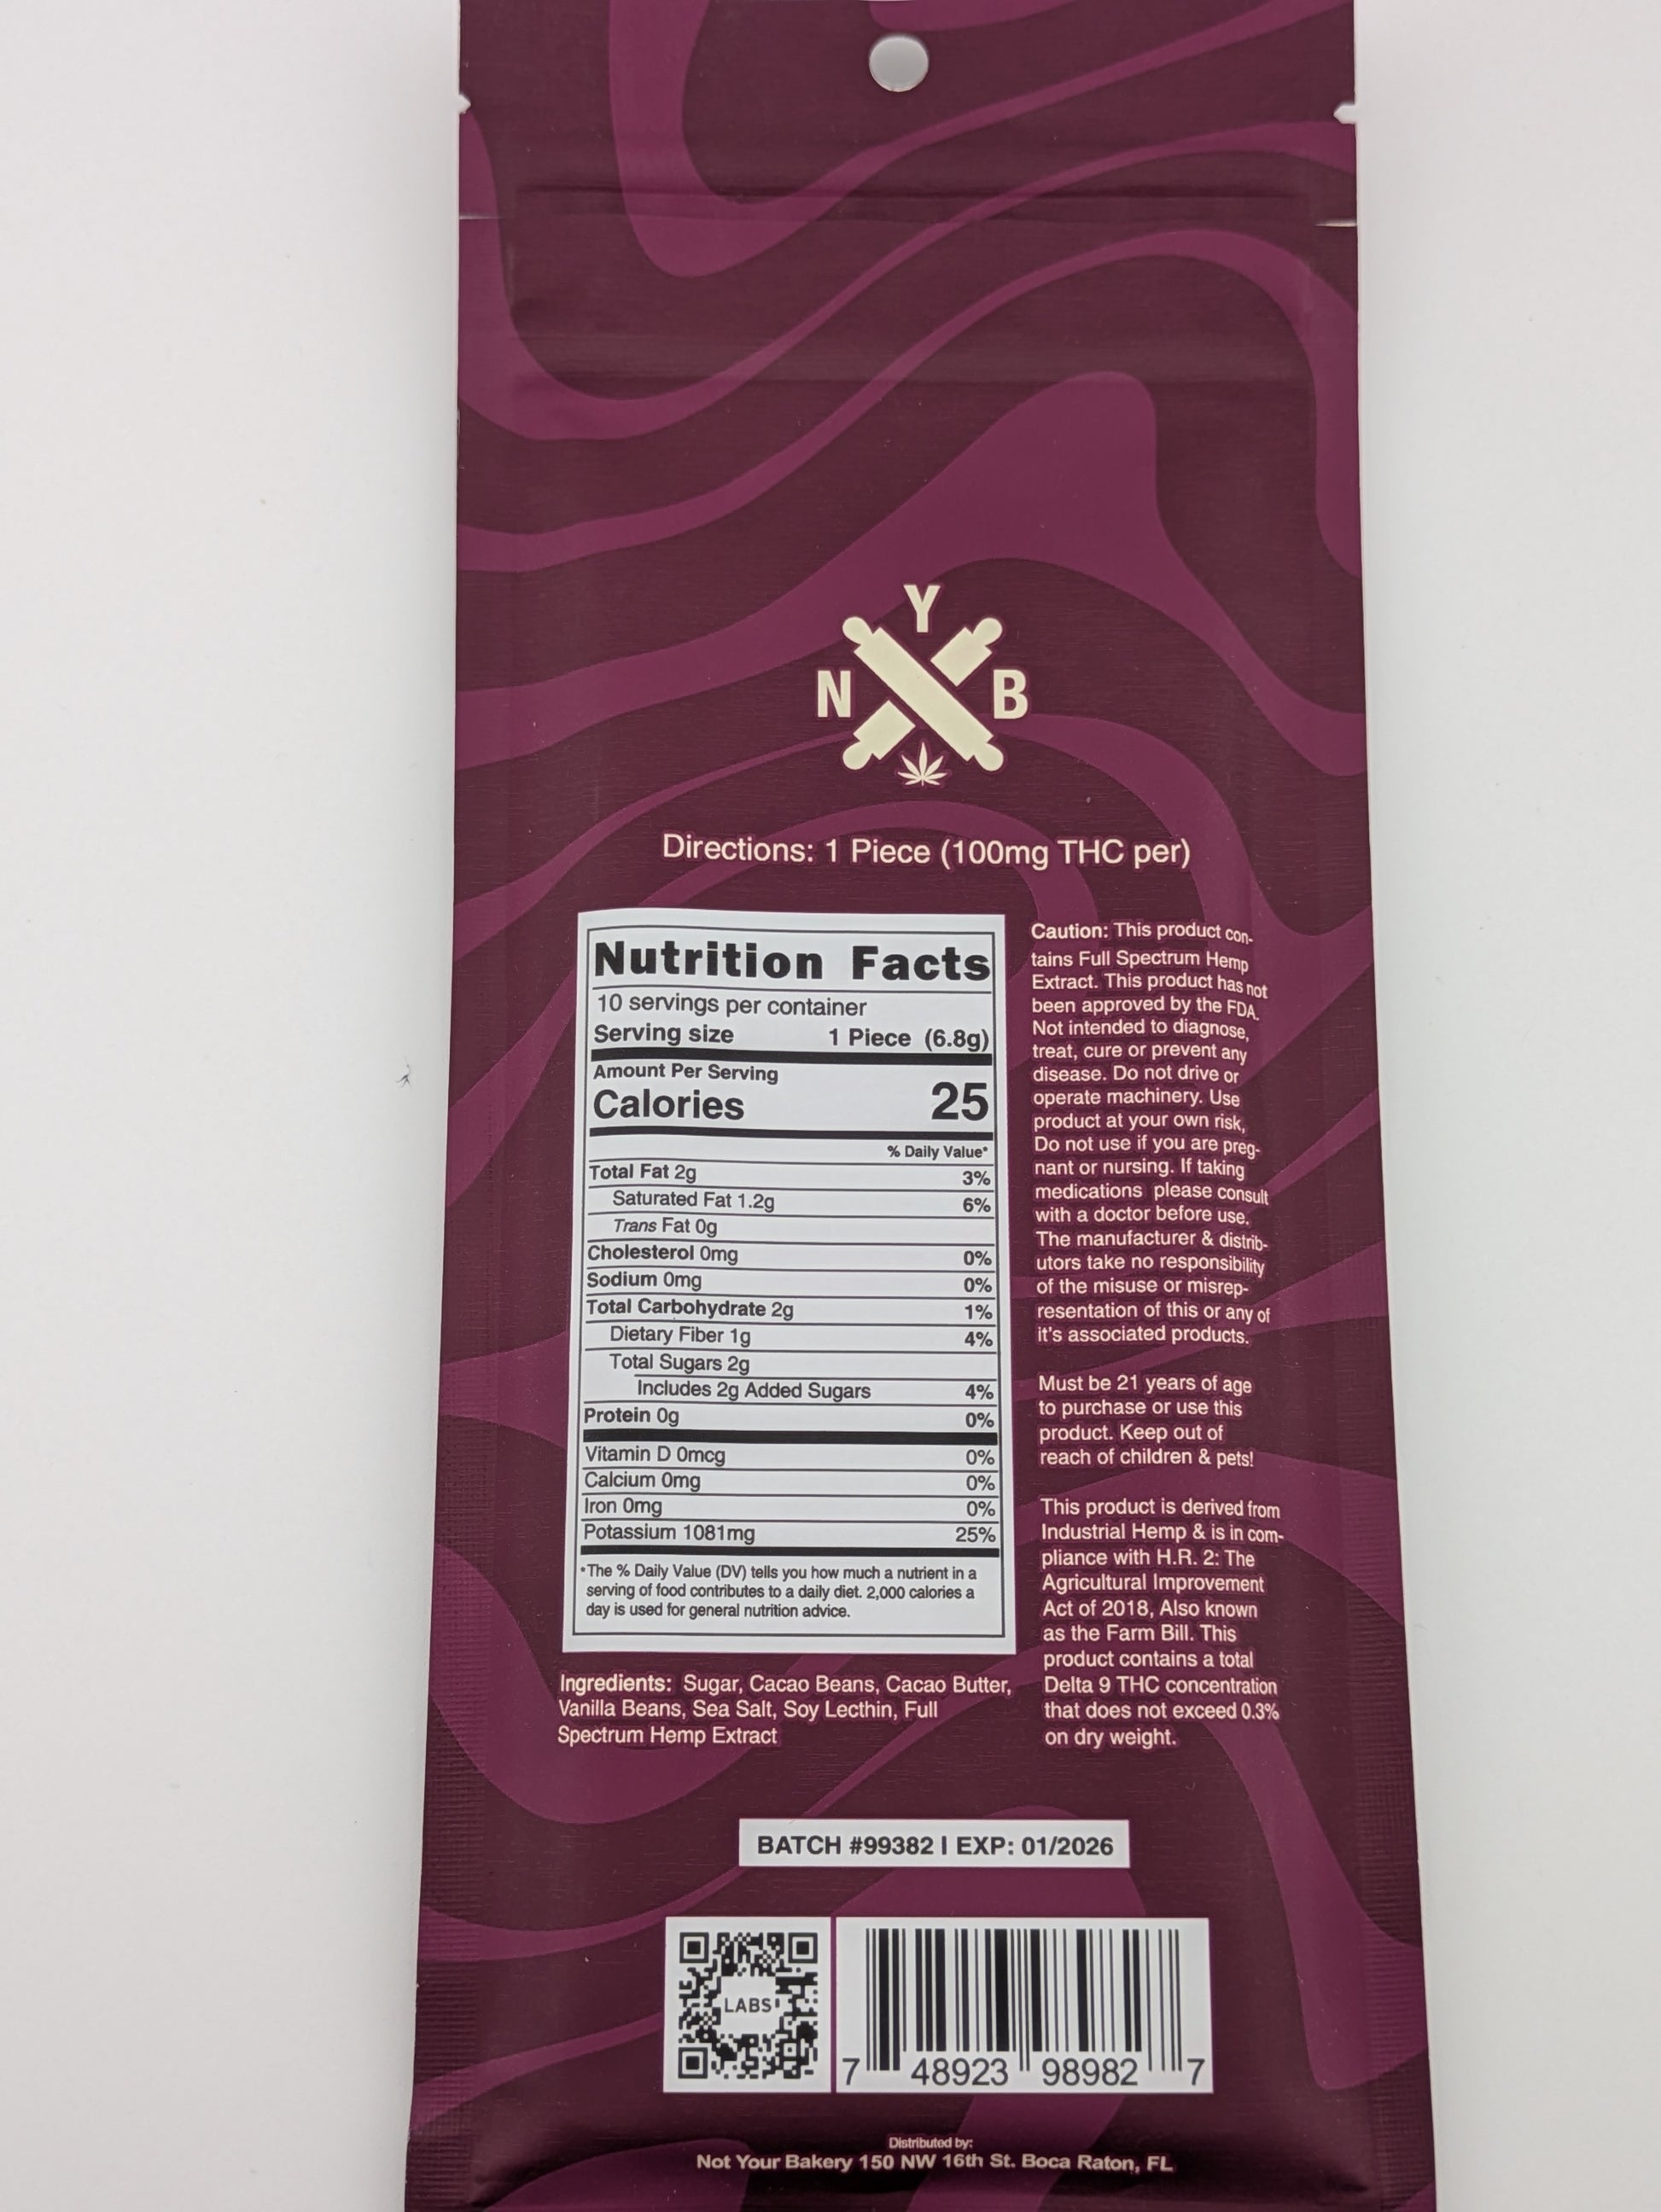 Y
N B
Directions: 1 Piece (100mg THC per)
Nutrition Facts
10 servings per container
Serving size 1 Piece (6.8g)
Amount Per Serving
Calories 25
% Daily Value*
Total Fat 2g 3%
Saturated Fat 1.2g 6%
Trans Fat 0g
Cholesterol 0mg 0%
Sodium 0mg 0%
Total Carbohydrate 2g 1%
Dietary Fiber 1g 4%
Total Sugars 2g
Includes 2g Added Sugars 4%
Protein 0g 0%
Vitamin D 0mcg 0%
Calcium 0mg 0%
Iron 0mg 0%
Potassium 1081mg 25%
*The % Daily Value (DV) tells you how much a nutrient in a
serving of food contributes to a daily diet. 2,000 calories a
day is used for general nutrition advice.
Ingredients: Sugar, Cacao Beans, Cacao Butter,
Vanilla Beans, Sea Salt, Soy Lecthin, Full
Spectrum Hemp Extract
Caution: This product con-
tains Full Spectrum Hemp
Extract. This product has not
been approved by the FDA.
Not intended to diagnose,
treat, cure or prevent any
disease. Do not drive or
operate machinery. Use
product at your own risk,
Do not use if you are preg-
nant or nursing. If taking
medications please consult
with a doctor before use.
The manufacturer & distrib-
utors take no responsibility
of the misuse or misrep-
resentation of this or any of
it's associated products.
Must be 21 years of age
to purchase or use this
product. Keep out of
reach of children & pets!
This product is derived from
Industrial Hemp & is in com-
pliance with H.R. 2: The
Agricultural Improvement
Act of 2018, Also known
as the Farm Bill. This
product contains a total
Delta 9 THC concentration
that does not exceed 0.3%
on dry weight.
BATCH #99382 | EXP: 01/2026
LABS
7 48923 98982 7
Distributed by:
Not Your Bakery 150 NW 16th St. Boca Raton, FL